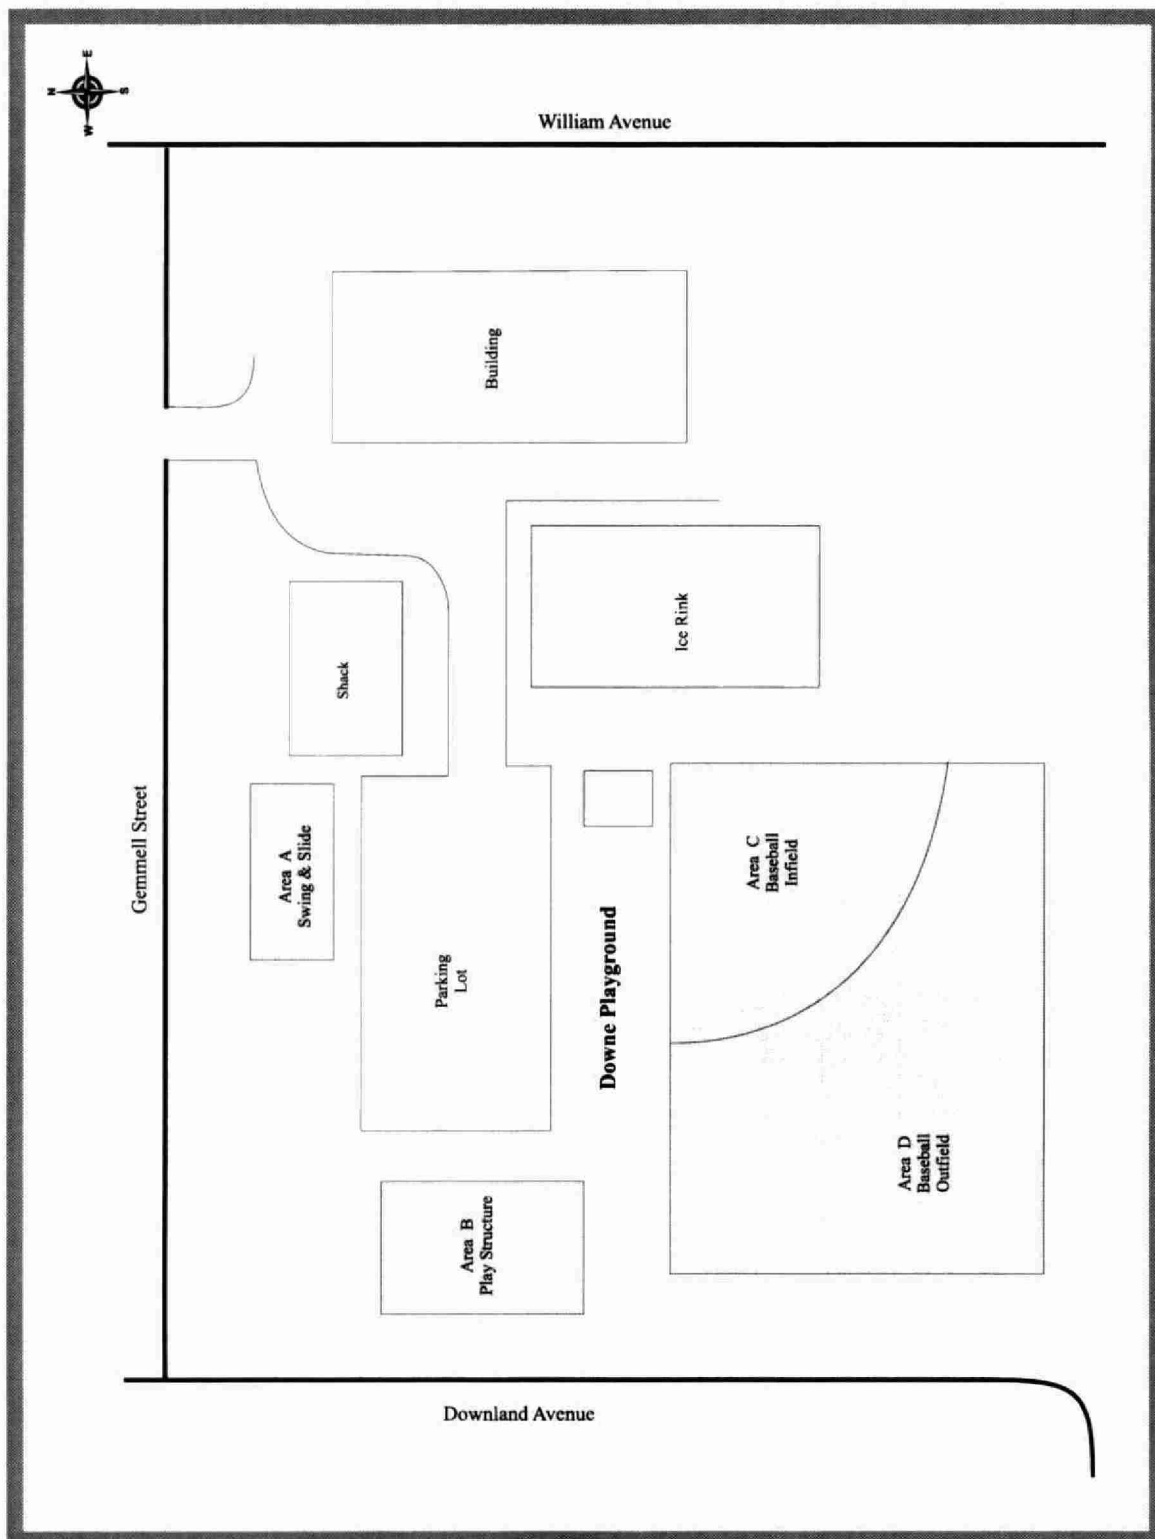 N
E
S
W
William Avenue
Building
Gemmell Street
Shack
Ice Rink
Area A
Swing & Slide
Parking
Lot
Downe Playground
Area C
Baseball
Infield
Area B
Play Structure
Area D
Baseball
Outfield
Downland Avenue